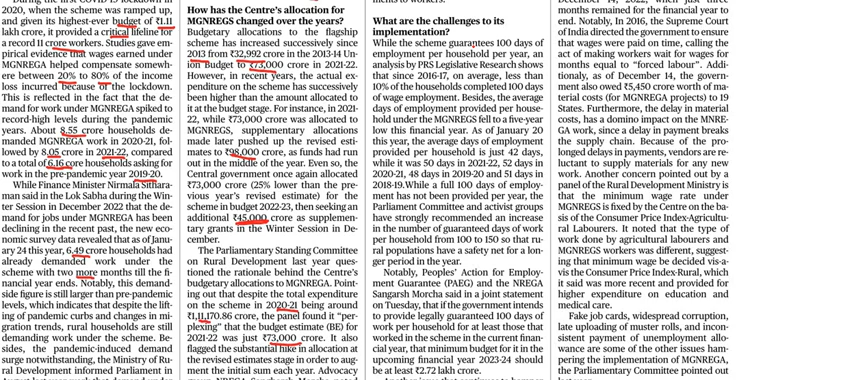 2020, when the scheme was ramped up,
and given its highest-ever budget of ₹1.11
lakh crore, it provided a critical lifeline for
a record 11 crore workers. Studies gave em-
pirical evidence that wages earned under
MGNREGA helped compensate somewh-
ere between 20% to 80% of the income
loss incurred because of the lockdown.
This is reflected in the fact that the de-
mand for work under MGNREGA spiked to
record-high levels during the pandemic
years. About 8.55 crore households de-
manded MGNREGA work in 2020-21, fol-
lowed by 8.05 crore in 2021-22, compared
to a total of 6.16 crore households asking for
work in the pre-pandemic year 2019-20.
While Finance Minister Nirmala Sithara-
man said in the Lok Sabha during the Win-
ter Session in December 2022 that the de-
mand for jobs under MGNREGA has been
declining in the recent past, the new eco-
nomic survey data revealed that as of Janu-
ary 24 this year, 6.49 crore households had
already demanded work under the
scheme with two more months till the fi-
nancial year ends. Notably, this demand-
side figure is still larger than pre-pandemic
levels, which indicates that despite the lift-
ing of pandemic curbs and changes in mi-
gration trends, rural households are still
demanding work under the scheme. Be-
sides, the pandemic-induced demand
surge notwithstanding, the Ministry of Ru-
ral Development informed Parliament in
How has the Centre's allocation for
MGNREGS changed over the years?
Budgetary allocations to the flagship
scheme has increased successively since
2013 from ₹32,992 crore in the 2013-14 Un-
ion Budget to ₹73,000 crore in 2021-22.
However, in recent years, the actual ex-
penditure on the scheme has successively
been higher than the amount allocated to
it at the budget stage. For instance, in 2021-
22, while ₹73,000 crore was allocated to
MGNREGS, supplementary allocations
made later pushed up the revised esti-
mates to ₹98,000 crore, as funds had run
out in the middle of the year. Even so, the
Central government once again allocated
₹73,000 crore (25% lower than the pre-
vious year's revised estimate) for the
scheme in budget 2022-23, then seeking an
additional ₹45,000 crore as supplemen-
tary grants in the Winter Session in De-
cember.
The Parliamentary Standing Committee
on Rural Development last year ques-
tioned the rationale behind the Centre's
budgetary allocations to MGNREGA. Point-
ing out that despite the total expenditure
on the scheme in 2020-21 being around
₹1,11,170.86 crore, the panel found it "per-
plexing" that the budget estimate (BE) for
2021-22 was just ₹73,000 crore. It also
flagged the substantial hike in allocation at
the revised estimates stage in order to aug-
ment the initial sum each year. Advocacy
What are the challenges to its
implementation?
While the scheme guarantees 100 days of
employment per household per year, an
analysis by PRS Legislative Research shows
that since 2016-17, on average, less than
10% of the households completed 100 days
of wage employment. Besides, the average
days of employment provided per house-
hold under the MGNREGS fell to a five-year
low this financial year. As of January 20
this year, the average days of employment
provided per household is just 42 days,
while it was 50 days in 2021-22, 52 days in
2020-21, 48 days in 2019-20 and 51 days in
2018-19.While a full 100 days of employ-
ment has not been provided per year, the
Parliament Committee and activist groups
have strongly recommended an increase
in the number of guaranteed days of work
per household from 100 to 150 so that ru-
ral populations have a safety net for a lon-
ger period in the year.
Notably, Peoples' Action for Employ-
ment Guarantee (PAEG) and the NREGA
Sangarsh Morcha said in a joint statement
on Tuesday, that if the government intends
to provide legally guaranteed 100 days of
work per household for at least those that
worked in the scheme in the current finan-
cial year, that minimum budget for it in the
upcoming financial year 2023-24 should
be at least ₹2.72 lakh crore.
months remained for the financial year to
end. Notably, In 2016, the Supreme Court
of India directed the government to ensure
that wages were paid on time, calling the
act of making workers wait for wages for
months equal to "forced labour". Addi-
tionaly, as of December 14, the govern-
ment also owed ₹5,450 crore worth of ma-
terial costs (for MGNREGA projects) to 19
States. Furthermore, the delay in material
costs, has a domino impact on the MNRE-
GA work, since a delay in payment breaks
the supply chain. Because of the pro-
longed delays in payments, vendors are re-
luctant to supply materials for any new
work. Another concern pointed out by a
panel of the Rural Development Ministry is
that the minimum wage rate under
MGNREGS is fixed by the Centre on the ba-
sis of the Consumer Price Index-Agricultu-
ral Labourers. It noted that the type of
work done by agricultural labourers and
MGNREGS workers was different, suggest-
ing that minimum wage be decided vis-a-
vis the Consumer Price Index-Rural, which
it said was more recent and provided for
higher expenditure on education and
medical care.
Fake job cards, widespread corruption,
late uploading of muster rolls, and incon-
sistent payment of unemployment allo-
wance are some of the other issues ham-
pering the implementation of MGNREGA,
the Parliamentary Committee pointed out